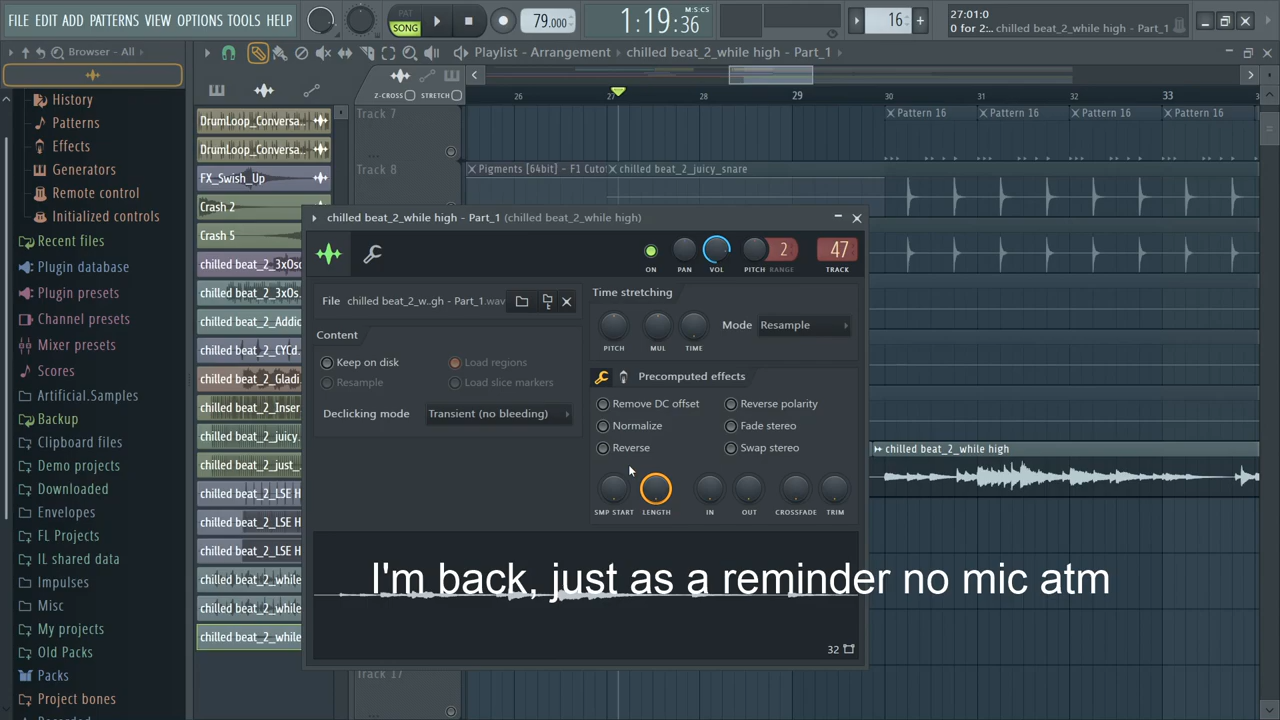 FILE EDIT ADD PATTERNS VIEW OPTIONS TOOLS HELP
PAT
SONG
79.000
M:S:CS
1:19:36
16
27:01:0
0 for 2:
chilled beat_2_while high - Part_1
Browser - All
Playlist - Arrangement
chilled beat_2_while high - Part_1
Z-CROSS
STRETCH
26
27
28
29
30
31
32
33
History
Patterns
Effects
Generators
Remote control
Initialized controls
Recent files
Plugin database
Plugin presets
Channel presets
Mixer presets
Scores
Artificial.Samples
Backup
Clipboard files
Demo projects
Downloaded
Envelopes
FL Projects
IL shared data
Impulses
Misc
My projects
Old Packs
Packs
Project bones
DrumLoop_Conversa..
DrumLoop_Conversa..
FX_Swish_Up
Crash 2
Crash 5
chilled beat_2_3xOs
chilled beat_2_3xOs.
chilled beat_2_Addic
chilled beat_2_CYCd.
chilled beat_2_Gladi
chilled beat_2_Inser
chilled beat_2_juicy.
chilled beat_2_just_
chilled beat_2_LSE H
chilled beat_2_LSE H
chilled beat_2_LSE H
chilled beat_2_while
chilled beat_2_while
chilled beat_2_while
Track 7
Track 8
Track 17
Pattern 16
Pattern 16
Pattern 16
Pattern 16
Pigments [64bit] - F1 Cuto
chilled beat_2_juicy_snare
chilled beat_2_while high
chilled beat_2_while high - Part_1 (chilled beat_2_while high)
ON
PAN
VOL
PITCH
2
RANGE
47
TRACK
File
chilled beat_2_w..gh - Part_1.wav
Content
Keep on disk
Load regions
Resample
Load slice markers
Declicking mode
Transient (no bleeding)
Time stretching
PITCH
MUL
TIME
Mode
Resample
Precomputed effects
Remove DC offset
Reverse polarity
Normalize
Fade stereo
Reverse
Swap stereo
SMP START
LENGTH
IN
OUT
CROSSFADE
TRIM
I'm back, just as a reminder no mic atm
32